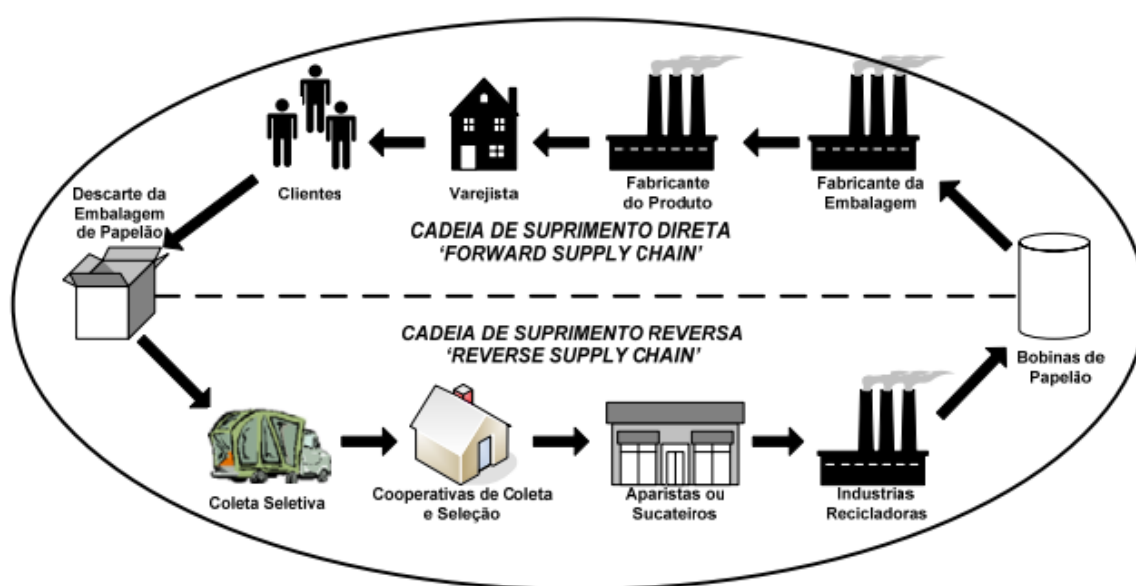 Clientes
Varejista
Fabricante
do Produto
Fabricante da
Embalagem
Descarte da
Embalagem
de Papelão
CADEIA DE SUPRIMENTO DIRETA
‘FORWARD SUPPLY CHAIN’
CADEIA DE SUPRIMENTO REVERSA
‘REVERSE SUPPLY CHAIN’
Bobinas de
Papelão
Coleta Seletiva
Cooperativas de Coleta
e Seleção
Aparistas ou
Sucateiros
Industrias
Recicladoras